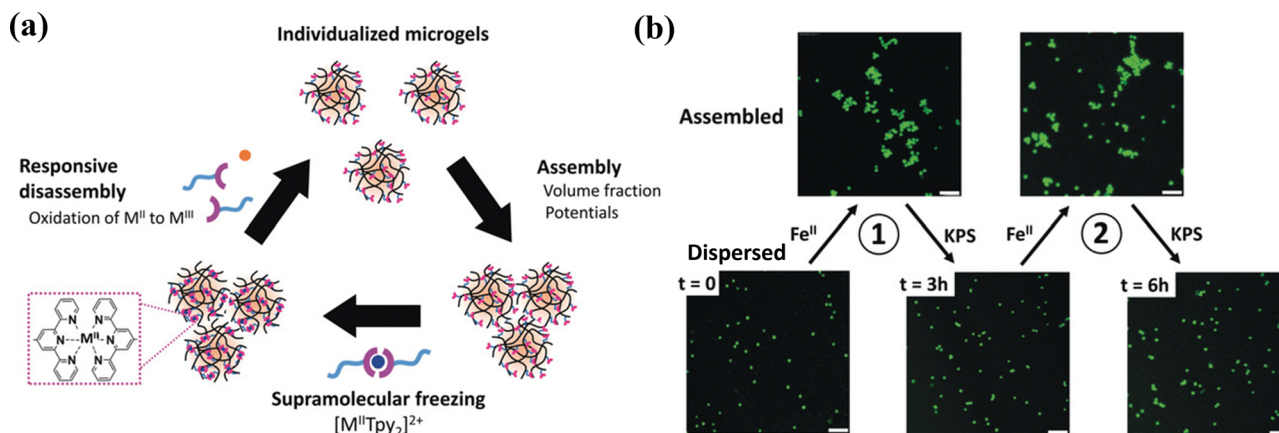 (a)
Individualized microgels
Responsive
disassembly
Oxidation of Mᴵᴵ to Mᴵᴵᴵ
Assembly
Volume fraction
Potentials
N
N
N
Mᴵᴵ
N
N
N
Supramolecular freezing
[MᴵᴵTpy₂]²⁺
(b)
Assembled
Feᴵᴵ
1
KPS
Feᴵᴵ
2
KPS
Dispersed
t = 0
t = 3h
t = 6h